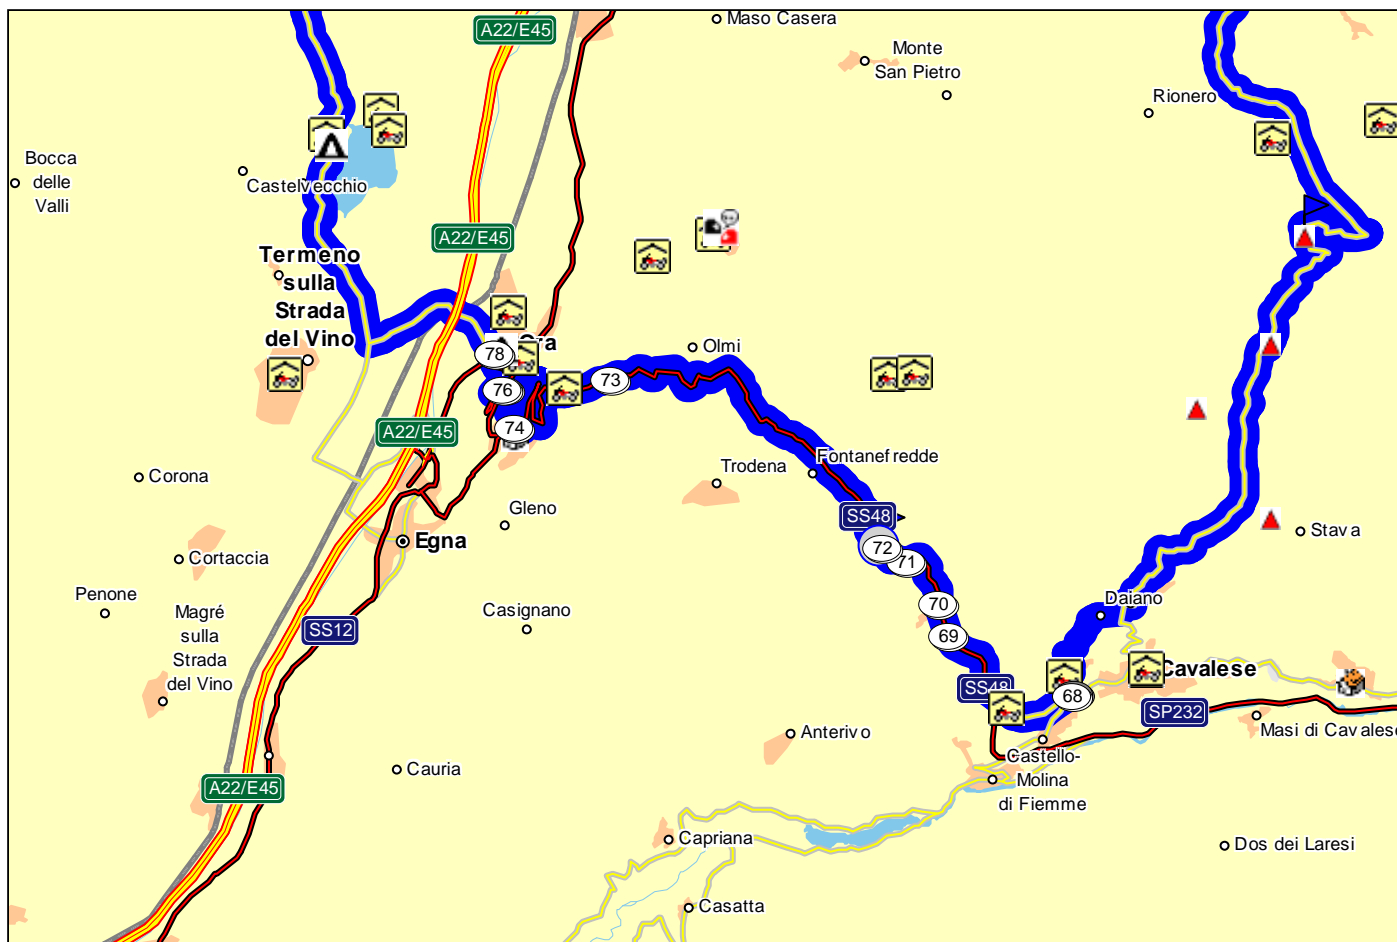 Maso Casera
A22/E45
Monte
San Pietro
Rionero
Bocca
delle
Valli
Castelvecchio
A22/E45
Termeno
sulla
Strada
del Vino
Ora
78
Olmi
73
76
A22/E45
74
Fontanefredde
Trodena
Corona
Gleno
SS48
Egna
72
71
Stava
Cortaccia
Penone
Magré
sulla
Strada
del Vino
Casignano
70
Daiano
SS12
69
Cavalese
SS48
68
SP232
Masi di Cavalese
Anterivo
Cauria
Castello-
Molina
di Fiemme
A22/E45
Capriana
Dos dei Laresi
Casatta